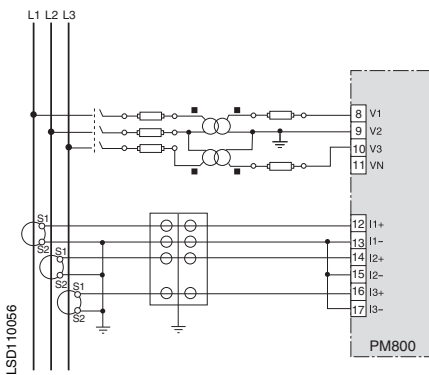 L1 L2 L3
8 V1
9 V2
10 V3
11 VN
S1
S2
S1
S2
S1
S2
12 I1+
13 I1−
14 I2+
15 I2−
16 I3+
17 I3−
PM800
LSD110056